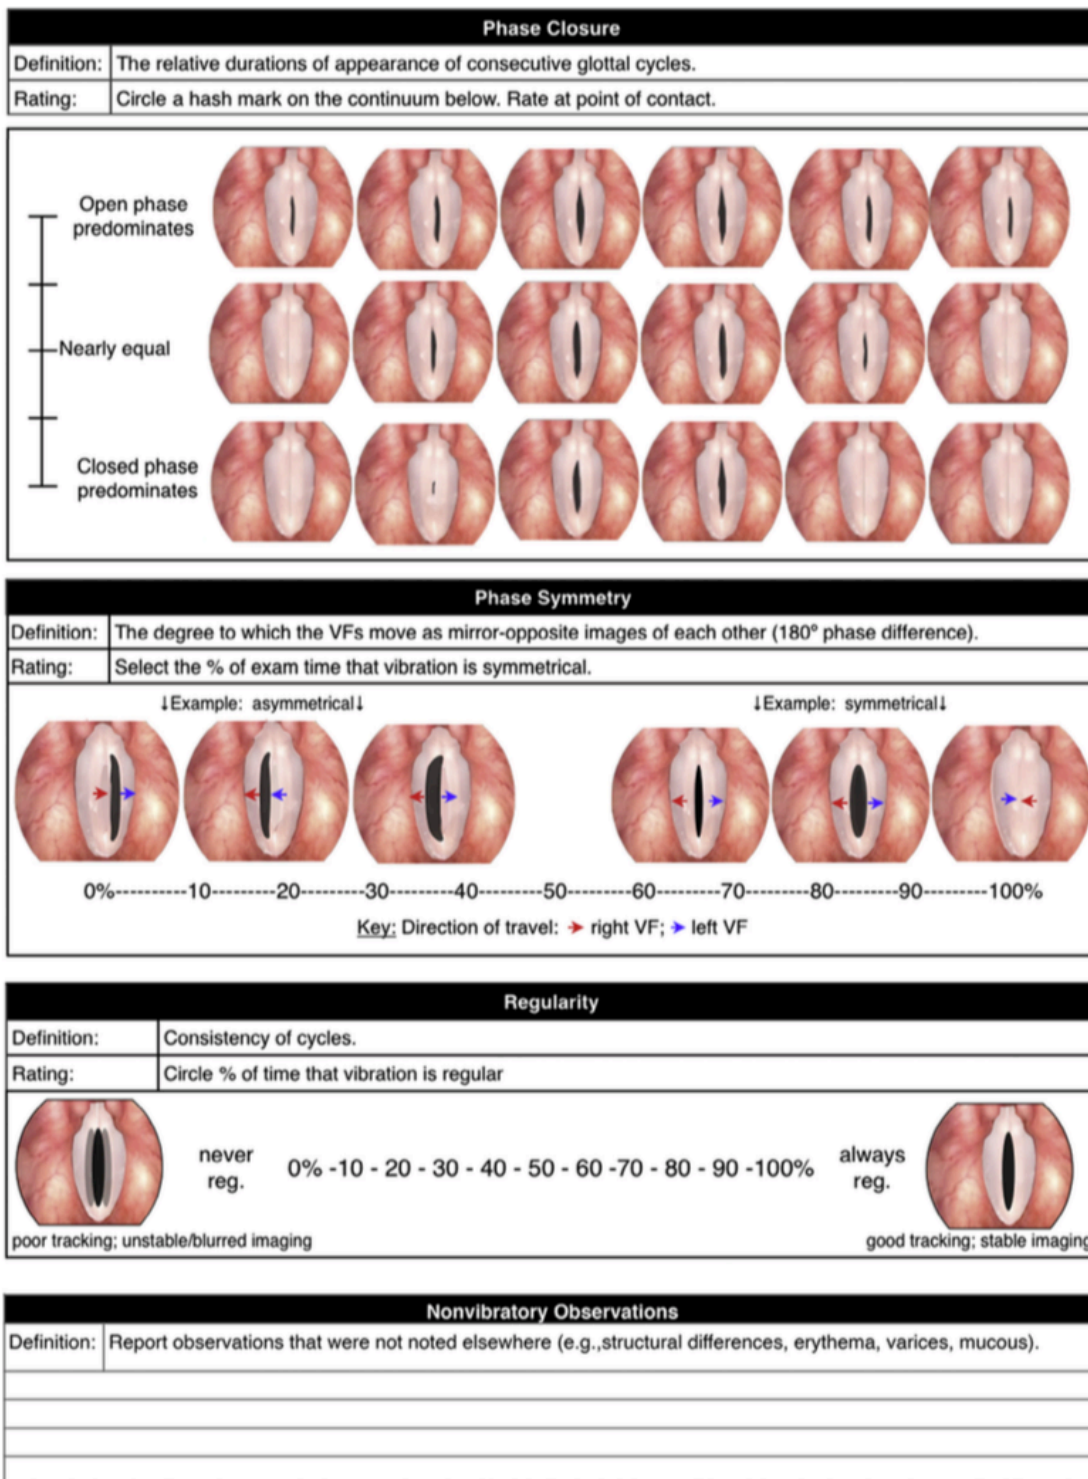 Phase Closure
Definition: The relative durations of appearance of consecutive glottal cycles.
Rating: Circle a hash mark on the continuum below. Rate at point of contact.
Open phase
predominates
Nearly equal
Closed phase
predominates
Phase Symmetry
Definition: The degree to which the VFs move as mirror-opposite images of each other (180° phase difference).
Rating: Select the % of exam time that vibration is symmetrical.
↓Example: asymmetrical↓ ↓Example: symmetrical↓
0%---------10--------20--------30--------40--------50--------60--------70--------80--------90--------100%
Key: Direction of travel: right VF; left VF
Regularity
Definition: Consistency of cycles.
Rating: Circle % of time that vibration is regular
never
reg.
0% -10 - 20 - 30 - 40 - 50 - 60 -70 - 80 - 90 -100%
always
reg.
poor tracking; unstable/blurred imaging good tracking; stable imaging
Nonvibratory Observations
Definition: Report observations that were not noted elsewhere (e.g.,structural differences, erythema, varices, mucous).